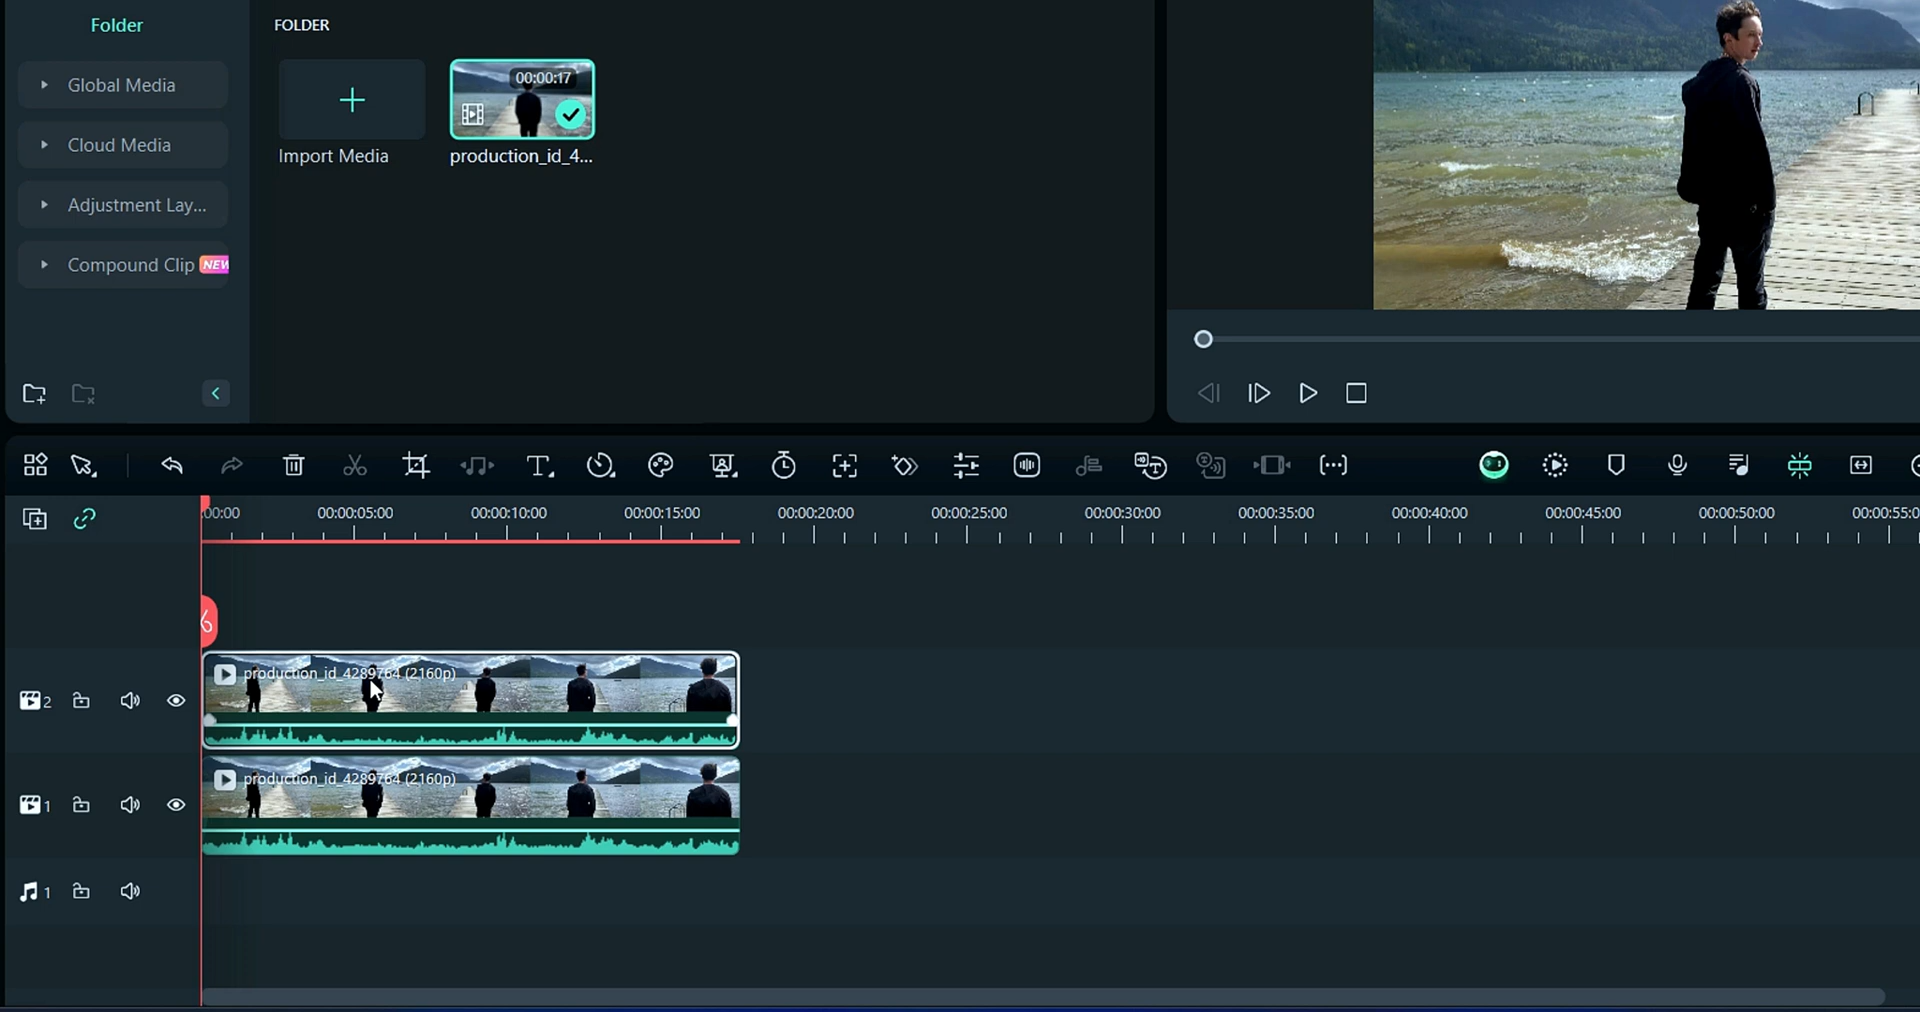 Folder
FOLDER
Global Media
Cloud Media
Adjustment Lay...
Compound Clip NEW
00:00:17
Import Media
production_id_4...
:00:00 00:00:05:00 00:00:10:00 00:00:15:00 00:00:20:00 00:00:25:00 00:00:30:00 00:00:35:00 00:00:40:00 00:00:45:00 00:00:50:00 00:00:55:0
2
production_id_4289764 (2160p)
1
production_id_4289764 (2160p)
1